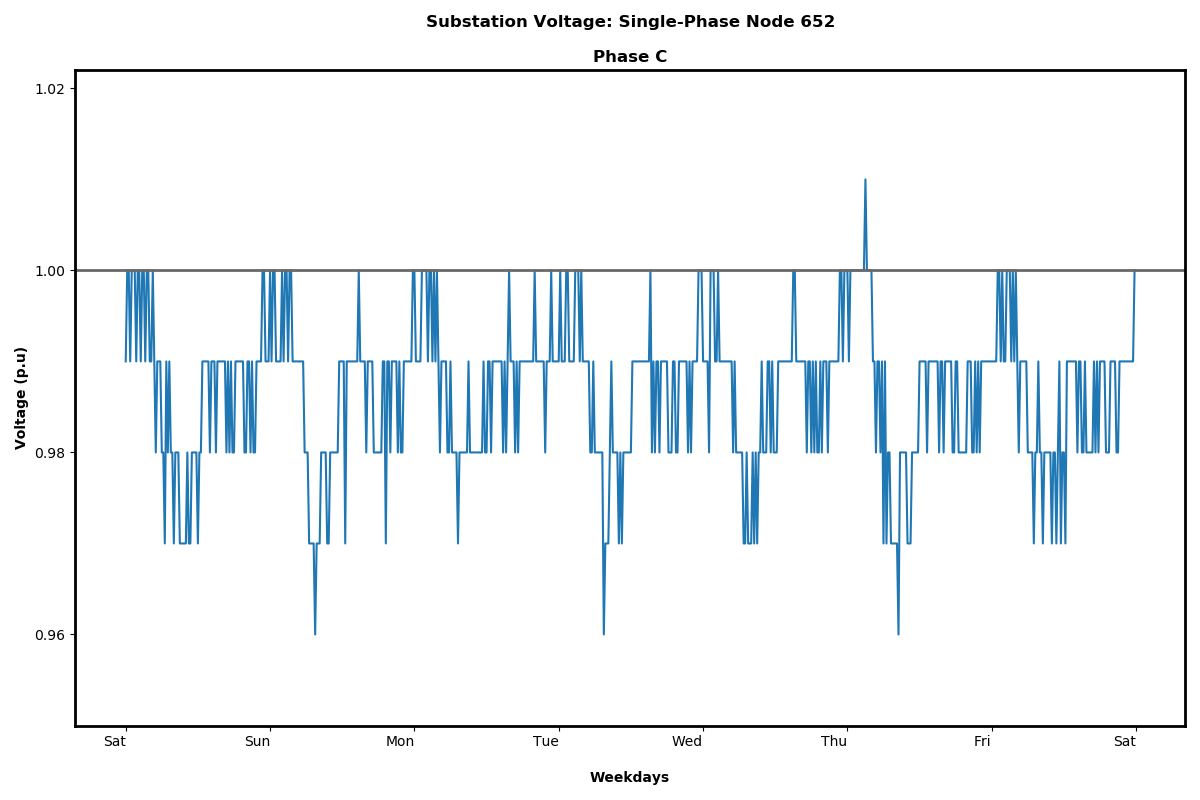 Substation Voltage: Single-Phase Node 652
Phase C
1.02
1.00
0.98
0.96
Voltage (p.u)
Sat Sun Mon Tue Wed Thu Fri Sat
Weekdays